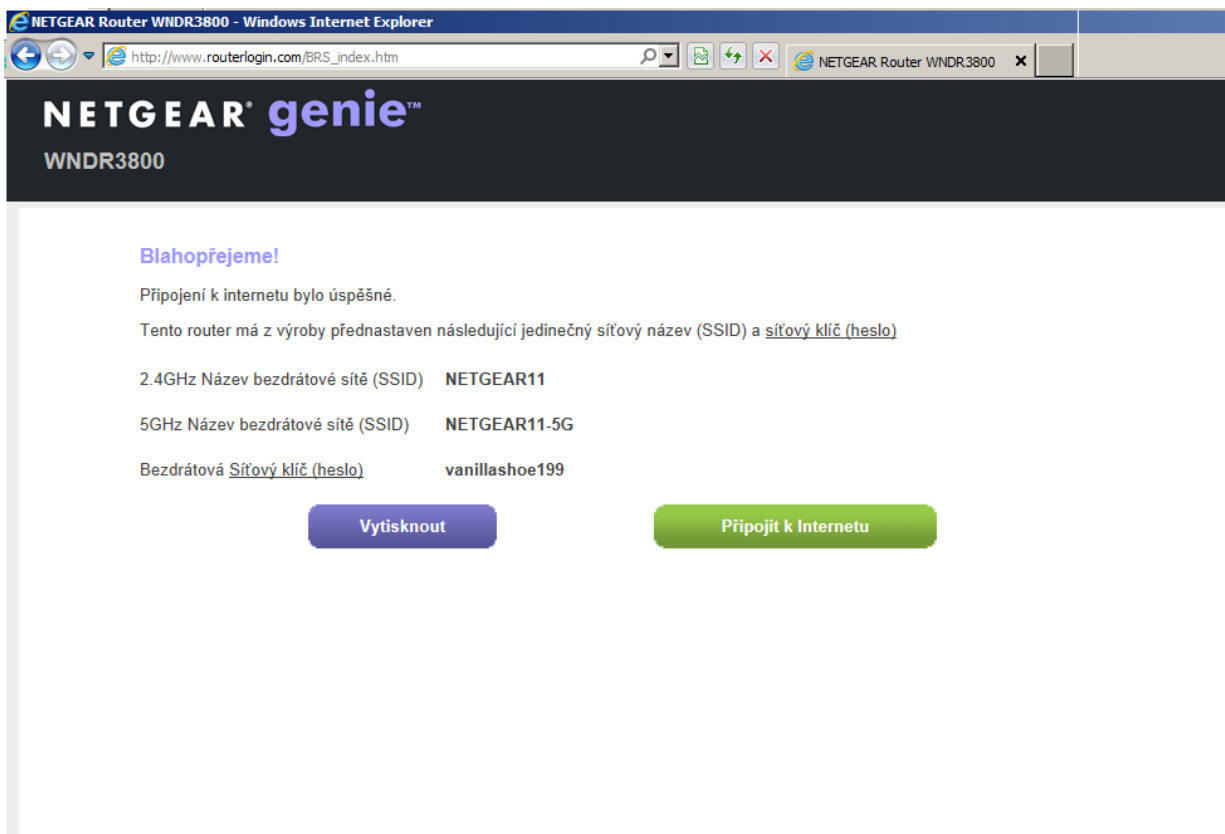 NETGEAR Router WNDR3800 - Windows Internet Explorer
http://www.routerlogin.com/BRS_index.htm
NETGEAR Router WNDR3800
NETGEAR® genie™
WNDR3800
Blahopřejeme!
Připojení k internetu bylo úspěšné.
Tento router má z výroby přednastaven následující jedinečný síťový název (SSID) a síťový klíč (heslo)
2.4GHz Název bezdrátové sítě (SSID) NETGEAR11
5GHz Název bezdrátové sítě (SSID) NETGEAR11-5G
Bezdrátová Síťový klíč (heslo) vanillashoe199
Vytisknout Připojit k Internetu